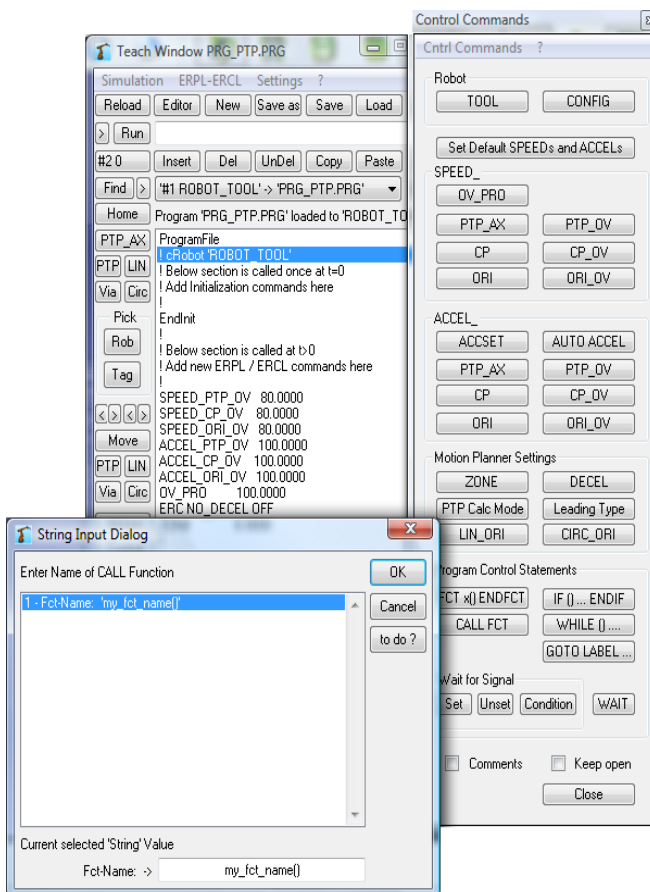 Control Commands
Cntrl Commands ?
Robot
TOOL CONFIG
Set Default SPEEDs and ACCELs
SPEED_
OV_PRO
PTP_AX PTP_OV
CP CP_OV
ORI ORI_OV
ACCEL_
ACCSET AUTO ACCEL
PTP_AX PTP_OV
CP CP_OV
ORI ORI_OV
Motion Planner Settings
ZONE DECEL
PTP Calc Mode Leading Type
LIN_ORI CIRC_ORI
Program Control Statements
FCT x() ENDFCT IF () ... ENDIF
CALL FCT WHILE () ....
GOTO LABEL ...
Wait for Signal
Set Unset Condition WAIT
Comments Keep open
Close
Teach Window PRG_PTP.PRG
Simulation ERPL-ERCL Settings ?
Reload Editor New Save as Save Load
> Run
#2 0 Insert Del UnDel Copy Paste
Find > '#1 ROBOT_TOOL' -> 'PRG_PTP.PRG'
Home Program 'PRG_PTP.PRG' loaded to 'ROBOT_TO
PTP_AX
PTP LIN
Via Circ
Pick
Rob
Tag
< > < >
Move
PTP LIN
Via Circ
ProgramFile
! cRobot 'ROBOT_TOOL'
! Below section is called once at t=0
! Add Initialization commands here
!
EndInit
!
! Below section is called at t>0
! Add new ERPL / ERCL commands here
!
SPEED_PTP_OV 80.0000
SPEED_CP_OV 80.0000
SPEED_ORI_OV 80.0000
ACCEL_PTP_OV 100.0000
ACCEL_CP_OV 100.0000
ACCEL_ORI_OV 100.0000
OV_PRO 100.0000
ERC NO_DECEL OFF
String Input Dialog
Enter Name of CALL Function
OK
1 - Fct-Name: 'my_fct_name()'
Cancel
to do ?
Current selected 'String' Value
Fct-Name: -> my_fct_name()